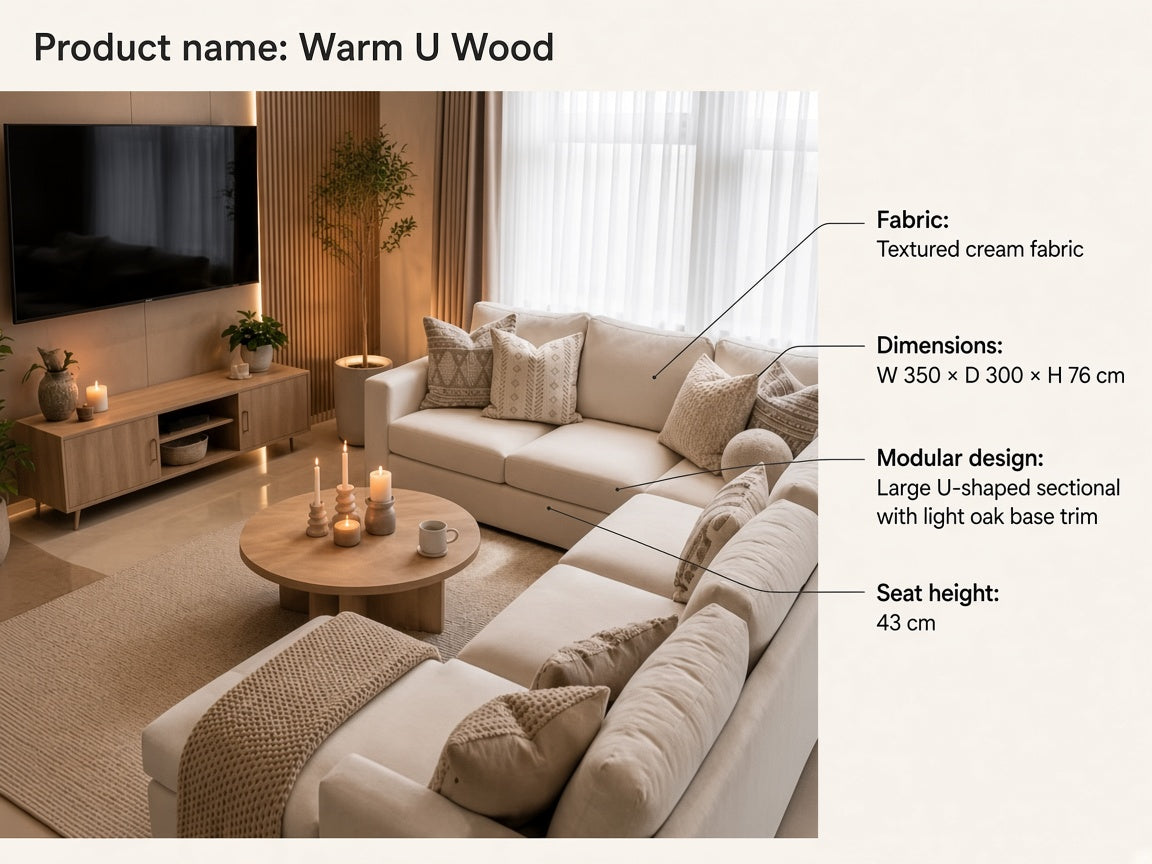 Product name: Warm U Wood
Fabric:
Textured cream fabric
Dimensions:
W 350 × D 300 × H 76 cm
Modular design:
Large U-shaped sectional
with light oak base trim
Seat height:
43 cm